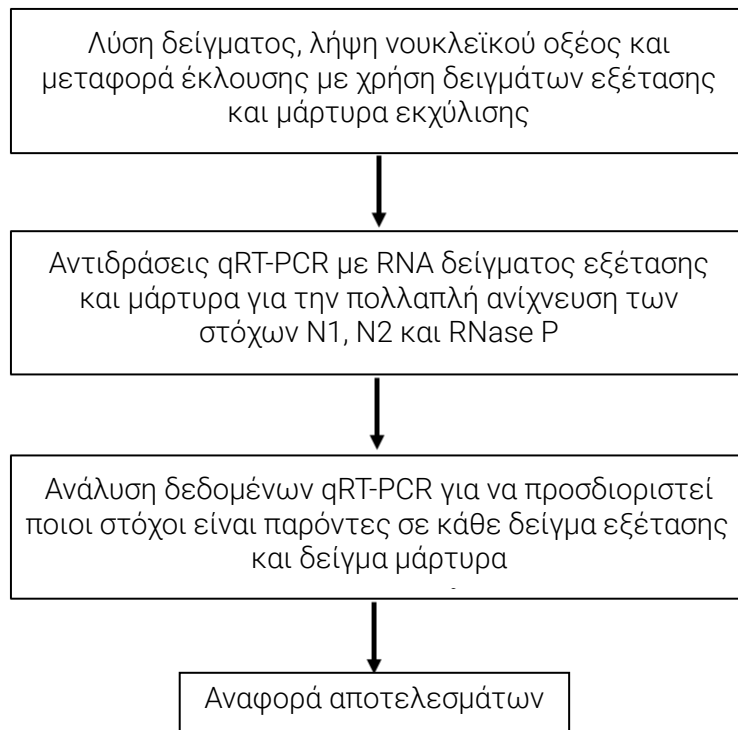 Λύση δείγματος, λήψη νουκλεϊκού οξέος και
μεταφορά έκλουσης με χρήση δειγμάτων εξέτασης
και μάρτυρα εκχύλισης
Αντιδράσεις qRT-PCR με RNA δείγματος εξέτασης
και μάρτυρα για την πολλαπλή ανίχνευση των
στόχων N1, N2 και RNase P
Ανάλυση δεδομένων qRT-PCR για να προσδιοριστεί
ποιοι στόχοι είναι παρόντες σε κάθε δείγμα εξέτασης
και δείγμα μάρτυρα
Αναφορά αποτελεσμάτων